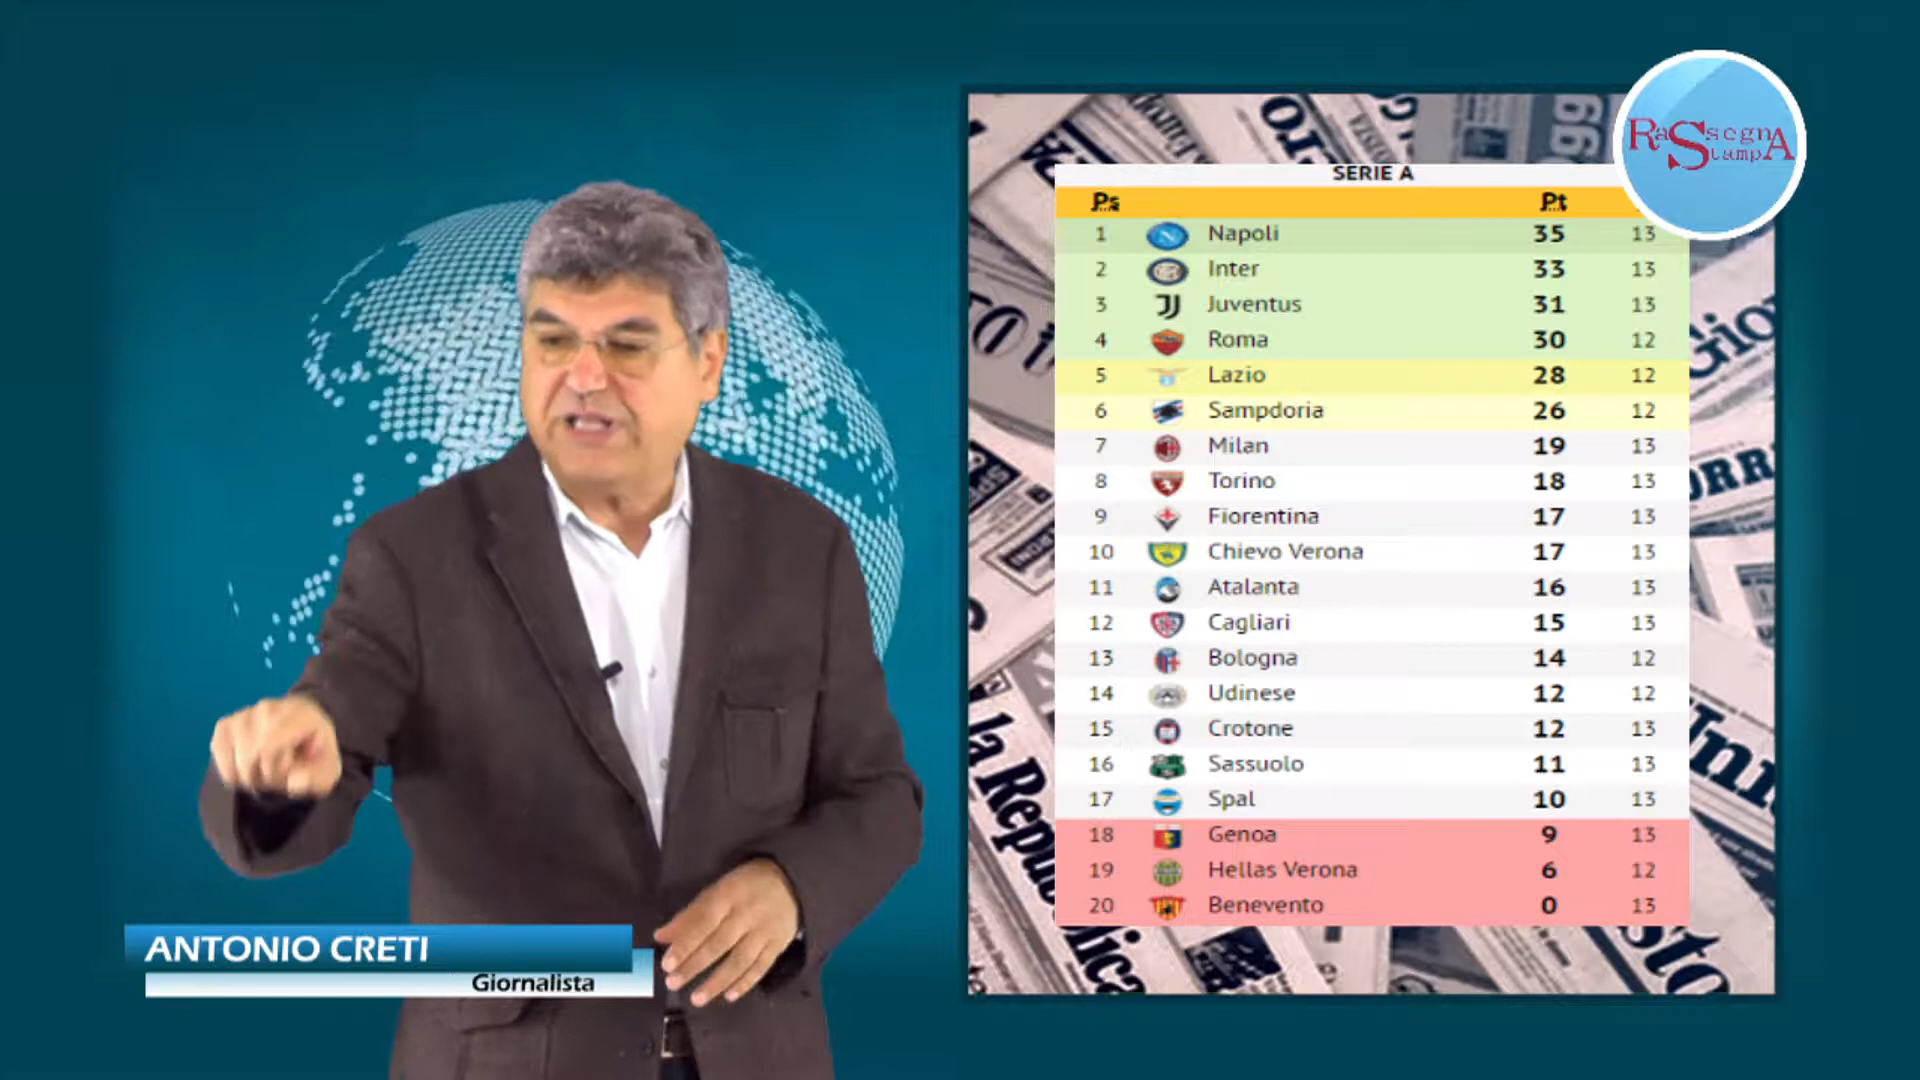 RaSsegnA
Stampa
SERIE A
Ps Pt
1 Napoli 35 13
2 Inter 33 13
3 Juventus 31 13
4 Roma 30 12
5 Lazio 28 12
6 Sampdoria 26 12
7 Milan 19 13
8 Torino 18 13
9 Fiorentina 17 13
10 Chievo Verona 17 13
11 Atalanta 16 13
12 Cagliari 15 13
13 Bologna 14 12
14 Udinese 12 12
15 Crotone 12 13
16 Sassuolo 11 13
17 Spal 10 13
18 Genoa 9 13
19 Hellas Verona 6 12
20 Benevento 0 13
ANTONIO CRETI
Giornalista